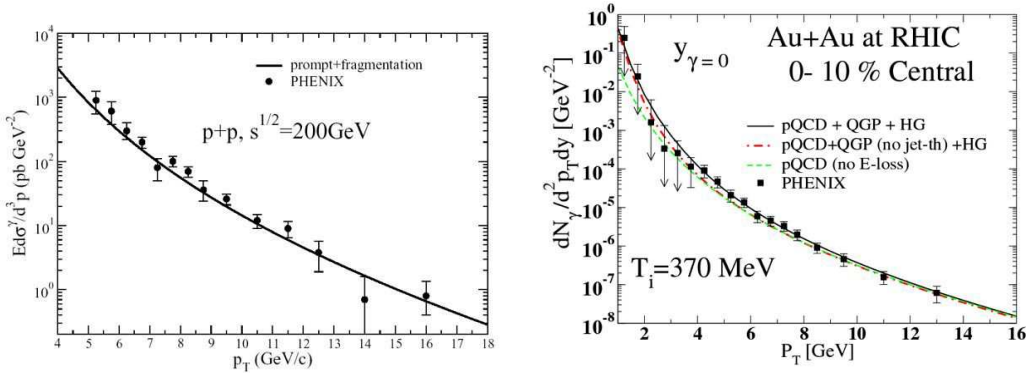 10^4
10^3
10^2
10^1
10^0
Edσ^γ/d^3p (pb GeV^-2)
prompt+fragmentation
PHENIX
p+p, s^1/2=200GeV
4 5 6 7 8 9 10 11 12 13 14 15 16 17 18
p_T (GeV/c)
10^0
10^-1
10^-2
10^-3
10^-4
10^-5
10^-6
10^-7
10^-8
dN_γ/d^2p_Tdy [GeV^-2]
y_γ=0
Au+Au at RHIC
0- 10 % Central
pQCD + QGP + HG
pQCD+QGP (no jet-th) +HG
pQCD (no E-loss)
PHENIX
T_i=370 MeV
2 4 6 8 10 12 14 16
P_T [GeV]